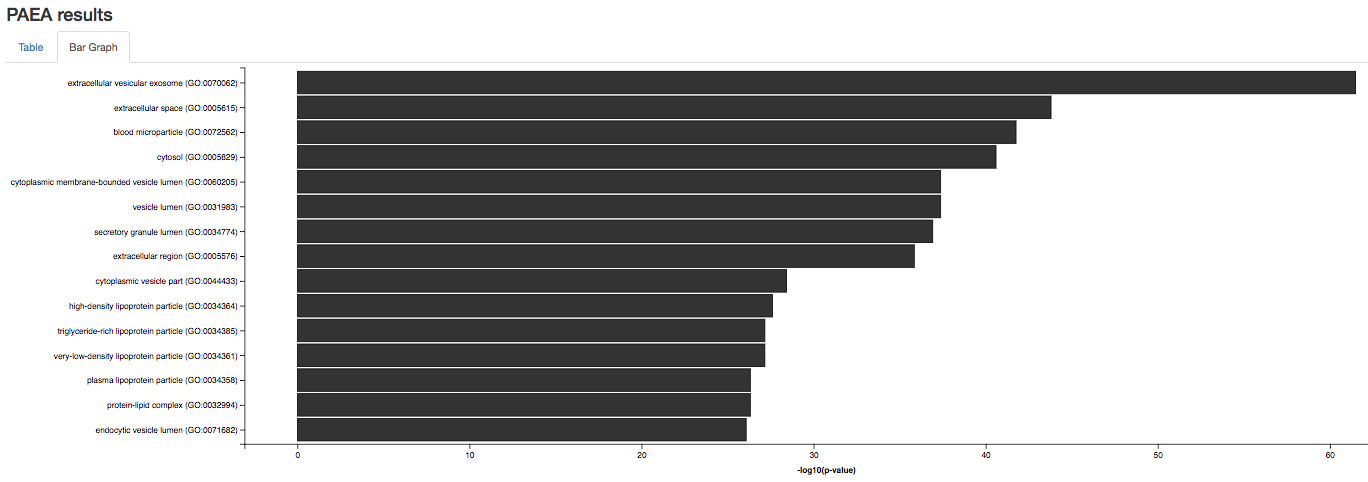 PAEA results
Table
Bar Graph
extracellular vesicular exosome (GO:0070062)
extracellular space (GO:0005615)
blood microparticle (GO:0072562)
cytosol (GO:0005829)
cytoplasmic membrane-bounded vesicle lumen (GO:0060205)
vesicle lumen (GO:0031983)
secretory granule lumen (GO:0034774)
extracellular region (GO:0005576)
cytoplasmic vesicle part (GO:0044433)
high-density lipoprotein particle (GO:0034364)
triglyceride-rich lipoprotein particle (GO:0034385)
very-low-density lipoprotein particle (GO:0034361)
plasma lipoprotein particle (GO:0034358)
protein-lipid complex (GO:0032994)
endocytic vesicle lumen (GO:0071682)
0 10 20 30 40 50 60
-log10(p-value)